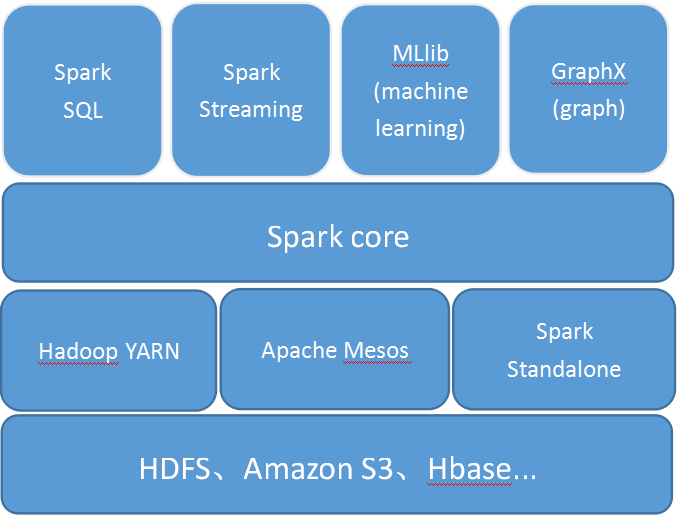 Spark
SQL
Spark
Streaming
MLlib
(machine
learning)
GraphX
(graph)
Spark core
Hadoop YARN
Apache Mesos
Spark
Standalone
HDFS、Amazon S3、Hbase...